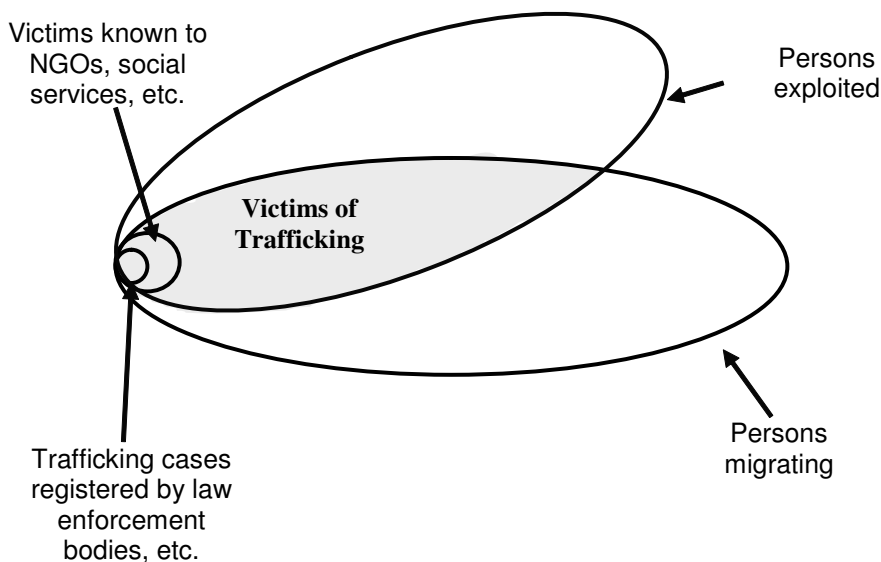 Victims known to
NGOs, social
services, etc.
Persons
exploited
Victims of
Trafficking
Persons
migrating
Trafficking cases
registered by law
enforcement
bodies, etc.